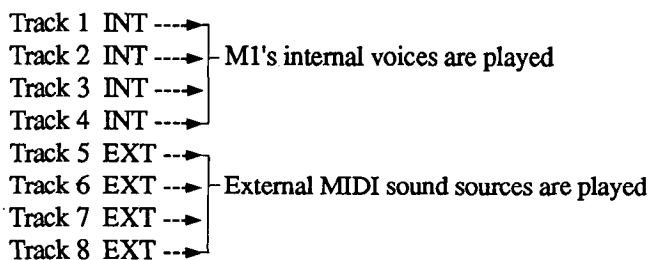 Track 1 INT ---►
Track 2 INT ---► M1's internal voices are played
Track 3 INT ---►
Track 4 INT ---►
Track 5 EXT ---►
Track 6 EXT ---► External MIDI sound sources are played
Track 7 EXT ---►
Track 8 EXT ---►